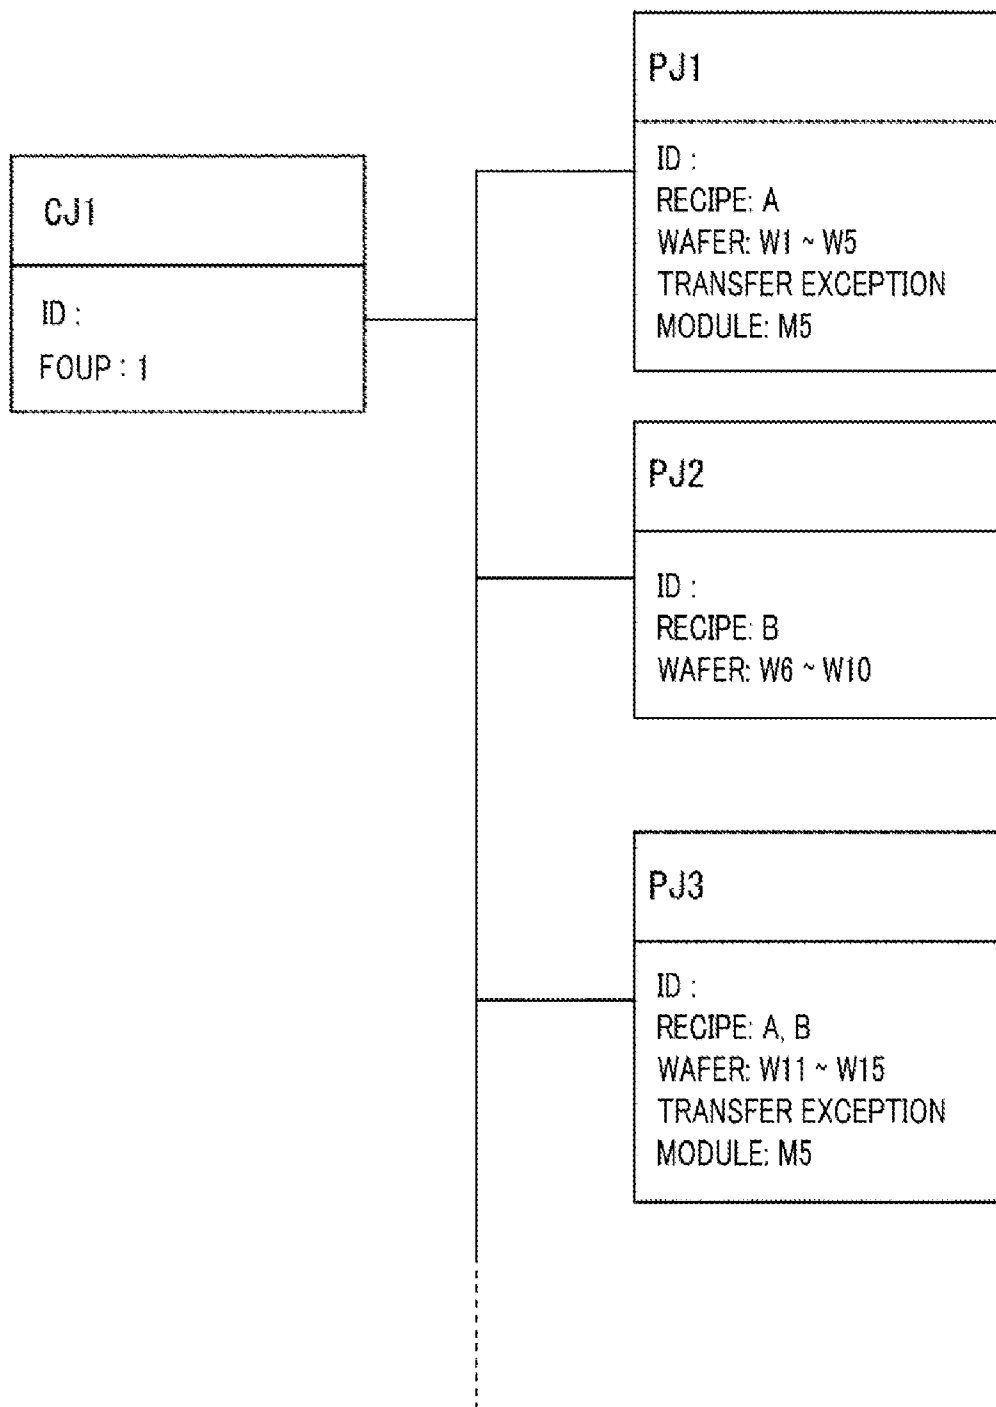 CJ1
ID :
FOUP : 1
PJ1
ID :
RECIPE: A
WAFER: W1 ~ W5
TRANSFER EXCEPTION
MODULE: M5
PJ2
ID :
RECIPE: B
WAFER: W6 ~ W10
PJ3
ID :
RECIPE: A, B
WAFER: W11 ~ W15
TRANSFER EXCEPTION
MODULE: M5